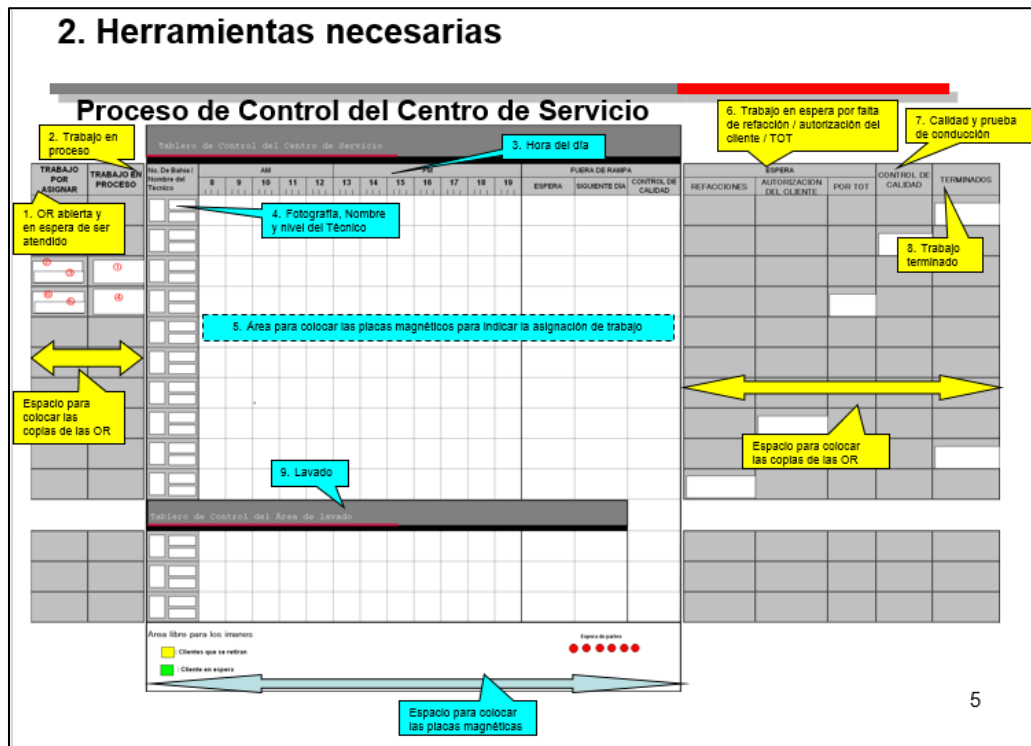 2. Herramientas necesarias
Proceso de Control del Centro de Servicio
2. Trabajo en
proceso
6. Trabajo en espera por falta
de refacción / autorización del
cliente / TOT
7. Calidad y prueba
de conducción
Tablero de Control del Centro de Servicio
3. Hora del día
TRABAJO
POR
ASIGNAR
TRABAJO EN
PROCESO
No. De Bahia /
Nombre del
Técnico
AM
PM
8 9 10 11 12 13 14 15 16 17 18 19
FUERA DE RAMPA
ESPERA
SIGUIENTE DIA
CONTROL DE
CALIDAD
ESPERA
REFACCIONES
AUTORIZACION
DEL CLIENTE
POR TOT
CONTROL DE
CALIDAD
TERMINADOS
1. OR abierta y
en espera de ser
atendido
4. Fotografía, Nombre
y nivel del Técnico
8. Trabajo
terminado
5. Area para colocar las placas magnéticas para indicar la asignación de trabajo
Espacio para
colocar las
copias de las OR
Espacio para colocar
las copias de las OR
9. Lavado
Tablero de Control del Área de lavado
Area libre para los imanes
: Clientes que se retiran
: Cliente en espera
Espera de partes
Espacio para colocar
las placas magnéticas
5